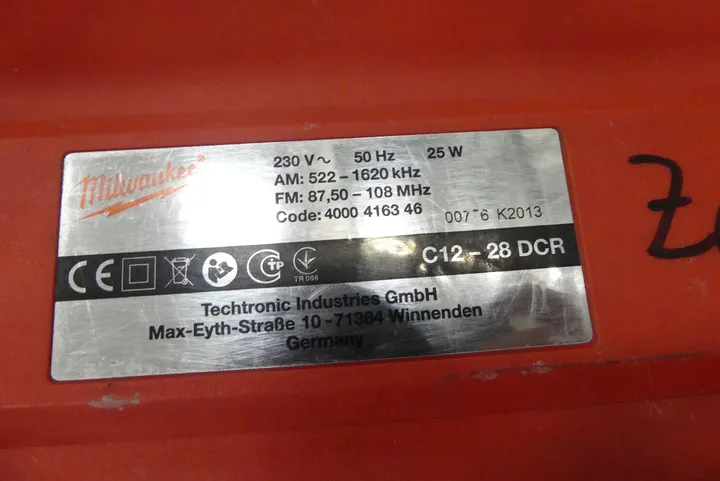 Milwaukee®
230 V~ 50 Hz 25 W
AM: 522 – 1620 kHz
FM: 87,50 – 108 MHz
Code: 4000 4163 46
K2013
C12 – 28 DCR
CE
TR 066
Techtronic Industries GmbH
Max-Eyth-Straße 10 - 71364 Winnenden
Germany